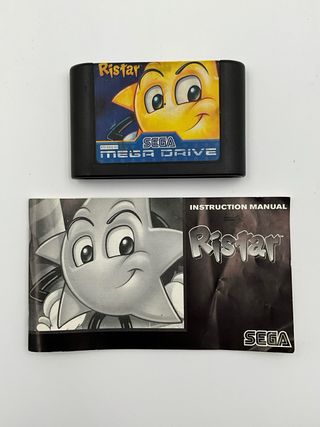 Ristar
SEGA
MEGA DRIVE
INSTRUCTION MANUAL
Ristar
SEGA